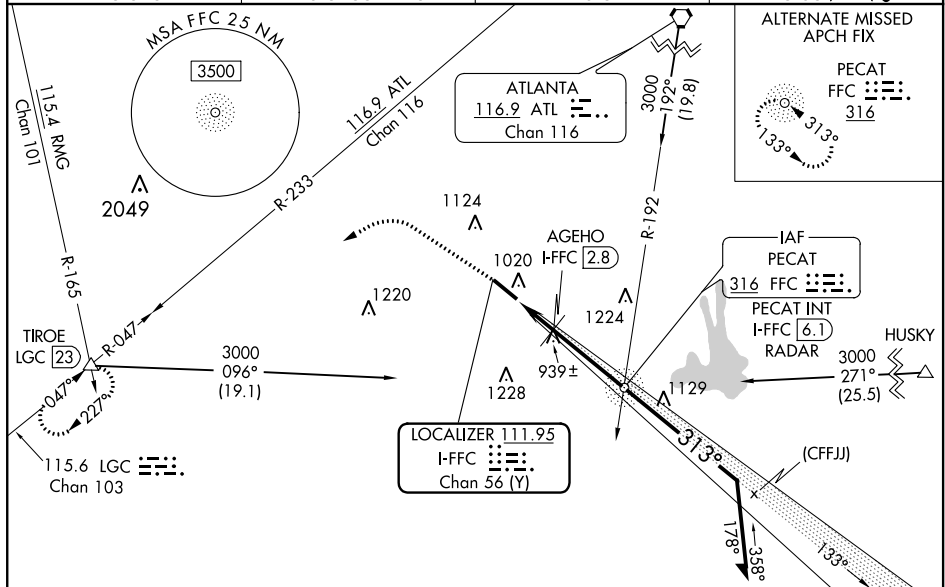 MSA FFC 25 NM
3500
2049
115.4 RMG
Chan 101
R-165
116.9 ATL
Chan 116
R-233
R-047
TIROE
LGC 23
047°
227°
115.6 LGC
Chan 103
3000
096°
(19.1)
ATLANTA
116.9 ATL
Chan 116
3000
192°
(19.8)
R-192
ALTERNATE MISSED
APCH FIX
PECAT
FFC
316
313°
133°
1124
1020
1220
1224
1228
1129
939±
AGEHO
I-FFC 2.8
IAF
PECAT
316 FFC
PECAT INT
I-FFC 6.1
RADAR
HUSKY
3000
271°
(25.5)
LOCALIZER 111.95
I-FFC
Chan 56 (Y)
313°
(CFFJJ)
178°
358°
133°